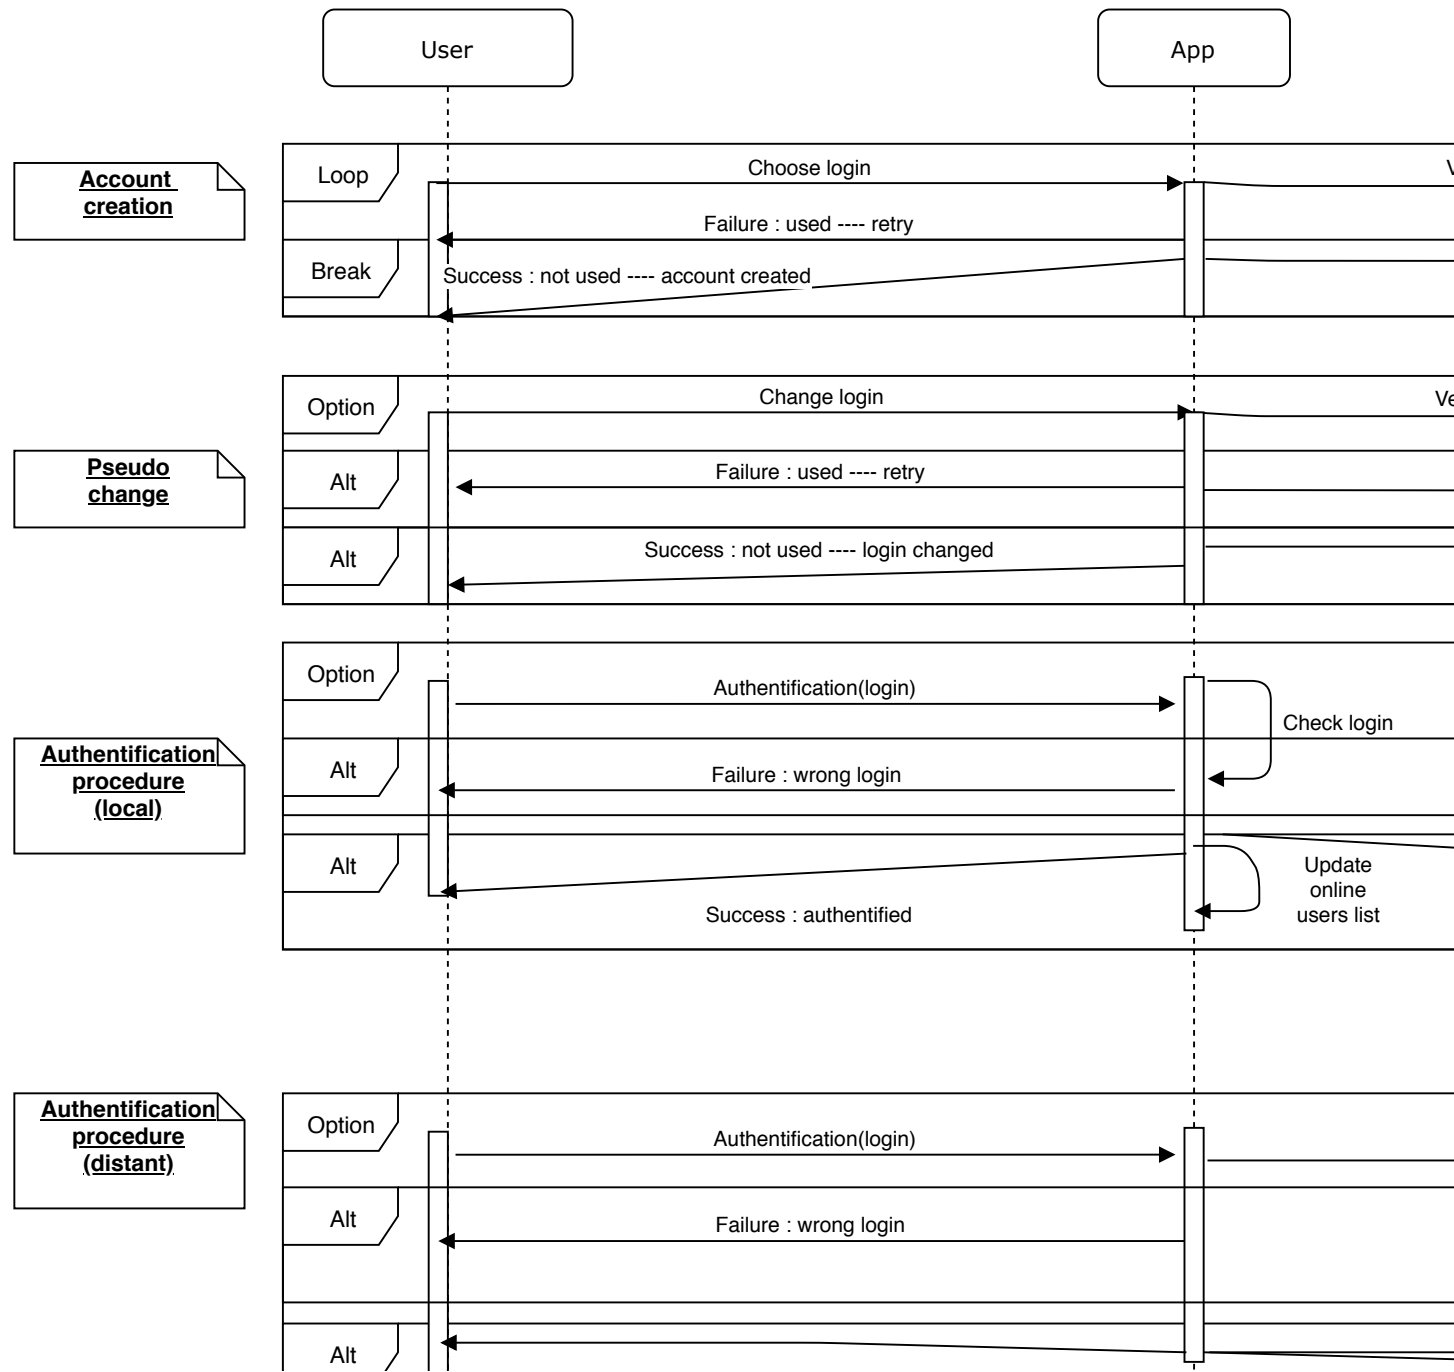 User
App
Account
creation
Loop
Choose login
V
Failure : used ---- retry
Break
Success : not used ---- account created
Option
Change login
Ve
Pseudo
change
Alt
Failure : used ---- retry
Alt
Success : not used ---- login changed
Option
Authentification(login)
Check login
Authentification
procedure
(local)
Alt
Failure : wrong login
Alt
Update
online
users list
Success : authentified
Authentification
procedure
(distant)
Option
Authentification(login)
Alt
Failure : wrong login
Alt